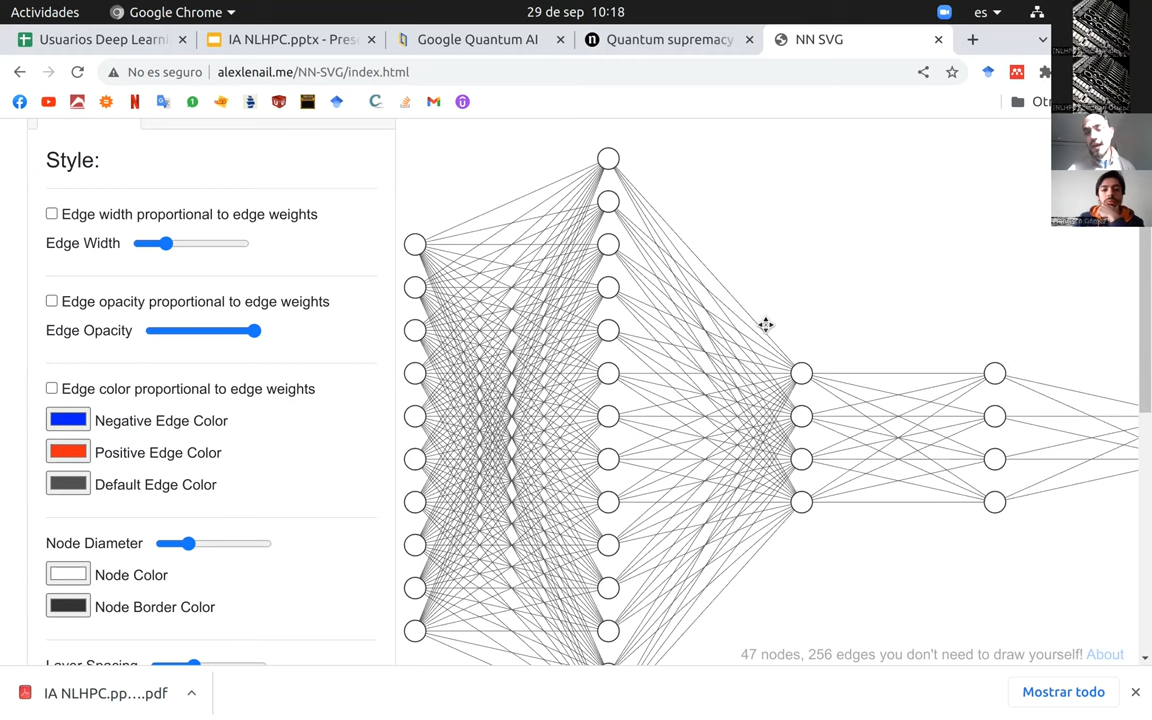 Actividades Google Chrome 29 de sep 10:18 es
Usuarios Deep Learni IA NLHPC.pptx - Pres Google Quantum AI Quantum supremacy NN SVG
No es seguro alexlenail.me/NN-SVG/index.html
Style:
Edge width proportional to edge weights
Edge Width
Edge opacity proportional to edge weights
Edge Opacity
Edge color proportional to edge weights
Negative Edge Color
Positive Edge Color
Default Edge Color
Node Diameter
Node Color
Node Border Color
Layer Spacing
47 nodes, 256 edges you don't need to draw yourself! About
IA NLHPC.pp....pdf Mostrar todo